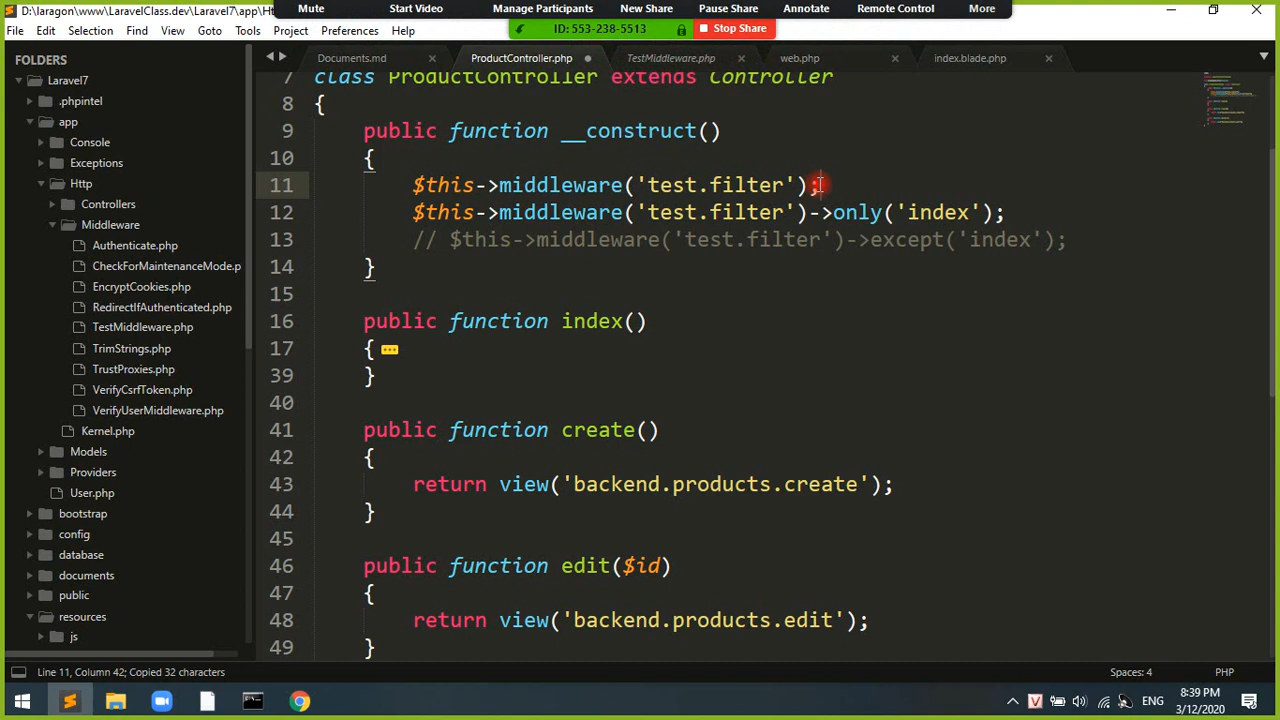 D:\laragon\www\LaravelClass.dev\Laravel7\app\Htt
Mute
Start Video
Manage Participants
New Share
Pause Share
Annotate
Remote Control
More
ID: 553-238-5513
Stop Share
File Edit Selection Find View Goto Tools Project Preferences Help
FOLDERS
Laravel7
.phpintel
app
Console
Exceptions
Http
Controllers
Middleware
Authenticate.php
CheckForMaintenanceMode.p
EncryptCookies.php
RedirectIfAuthenticated.php
TestMiddleware.php
TrimStrings.php
TrustProxies.php
VerifyCsrfToken.php
VerifyUserMiddleware.php
Kernel.php
Models
Providers
User.php
bootstrap
config
database
documents
public
resources
js
Documents.md
ProductController.php
TestMiddleware.php
web.php
index.blade.php
7 class ProductController extends Controller
8 {
9 public function __construct()
10 {
11 $this->middleware('test.filter');
12 $this->middleware('test.filter')->only('index');
13 // $this->middleware('test.filter')->except('index');
14 }
15
16 public function index()
17 {
39 }
40
41 public function create()
42 {
43 return view('backend.products.create');
44 }
45
46 public function edit($id)
47 {
48 return view('backend.products.edit');
49 }
Line 11, Column 42; Copied 32 characters
Spaces: 4
PHP
V
ENG
8:39 PM
3/12/2020